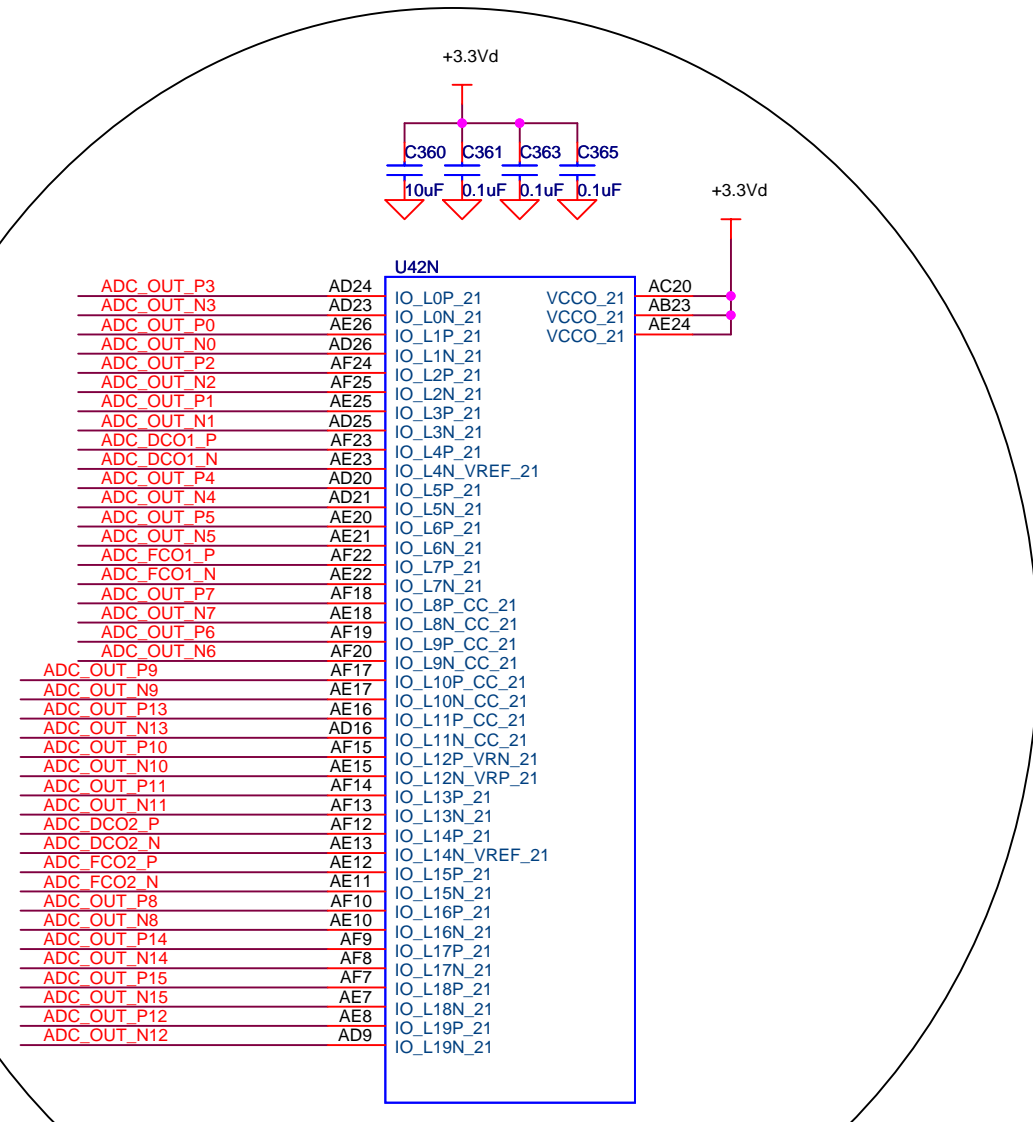 +3.3Vd
C360 C361 C363 C365
10uF 0.1uF 0.1uF 0.1uF
+3.3Vd
U42N
ADC_OUT_P3 AD24 IO_L0P_21 VCCO_21 AC20
ADC_OUT_N3 AD23 IO_L0N_21 VCCO_21 AB23
ADC_OUT_P0 AE26 IO_L1P_21 VCCO_21 AE24
ADC_OUT_N0 AD26 IO_L1N_21
ADC_OUT_P2 AF24 IO_L2P_21
ADC_OUT_N2 AF25 IO_L2N_21
ADC_OUT_P1 AE25 IO_L3P_21
ADC_OUT_N1 AD25 IO_L3N_21
ADC_DCO1_P AF23 IO_L4P_21
ADC_DCO1_N AE23 IO_L4N_VREF_21
ADC_OUT_P4 AD20 IO_L5P_21
ADC_OUT_N4 AD21 IO_L5N_21
ADC_OUT_P5 AE20 IO_L6P_21
ADC_OUT_N5 AE21 IO_L6N_21
ADC_FCO1_P AF22 IO_L7P_21
ADC_FCO1_N AE22 IO_L7N_21
ADC_OUT_P7 AF18 IO_L8P_CC_21
ADC_OUT_N7 AE18 IO_L8N_CC_21
ADC_OUT_P6 AF19 IO_L9P_CC_21
ADC_OUT_N6 AF20 IO_L9N_CC_21
ADC_OUT_P9 AF17 IO_L10P_CC_21
ADC_OUT_N9 AE17 IO_L10N_CC_21
ADC_OUT_P13 AE16 IO_L11P_CC_21
ADC_OUT_N13 AD16 IO_L11N_CC_21
ADC_OUT_P10 AF15 IO_L12P_VRN_21
ADC_OUT_N10 AE15 IO_L12N_VRP_21
ADC_OUT_P11 AF14 IO_L13P_21
ADC_OUT_N11 AF13 IO_L13N_21
ADC_DCO2_P AF12 IO_L14P_21
ADC_DCO2_N AE13 IO_L14N_VREF_21
ADC_FCO2_P AE12 IO_L15P_21
ADC_FCO2_N AE11 IO_L15N_21
ADC_OUT_P8 AF10 IO_L16P_21
ADC_OUT_N8 AE10 IO_L16N_21
ADC_OUT_P14 AF9 IO_L17P_21
ADC_OUT_N14 AF8 IO_L17N_21
ADC_OUT_P15 AF7 IO_L18P_21
ADC_OUT_N15 AE7 IO_L18N_21
ADC_OUT_P12 AE8 IO_L19P_21
ADC_OUT_N12 AD9 IO_L19N_21